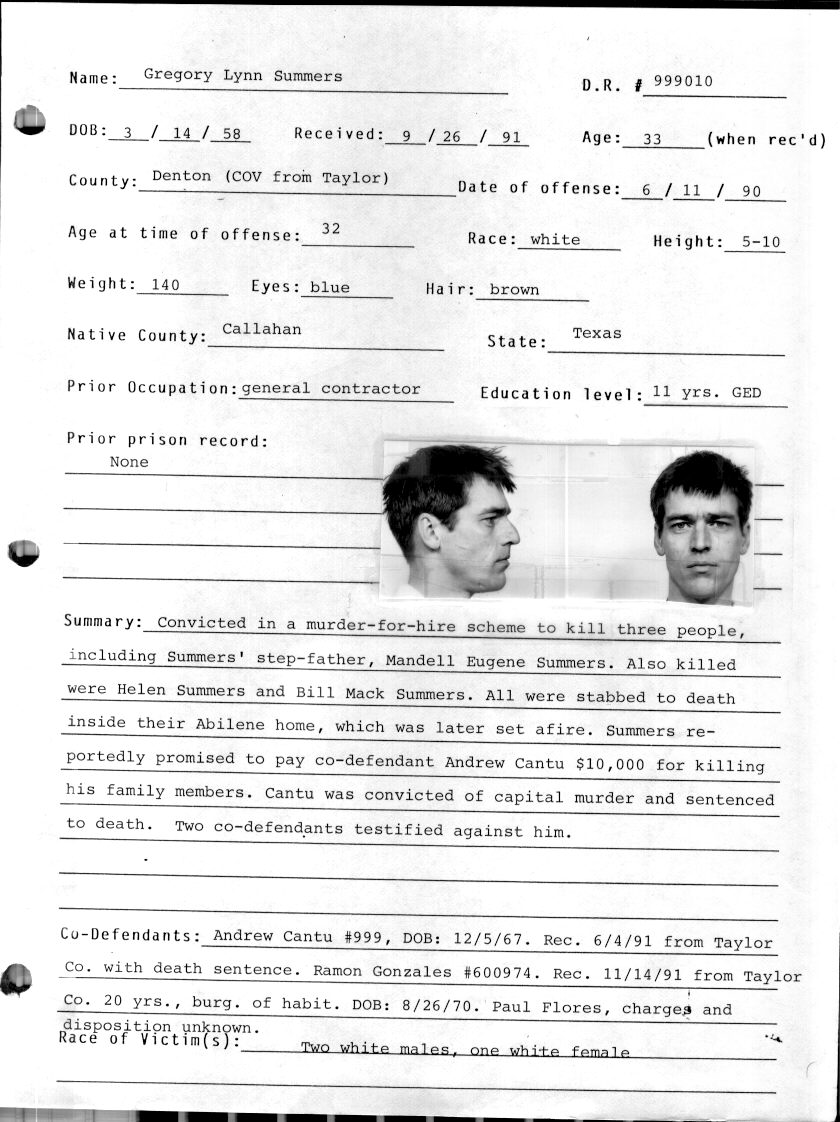 Name: Gregory Lynn Summers D.R. # 999010
DOB: 3 / 14 / 58 Received: 9 / 26 / 91 Age: 33 (when rec'd)
County: Denton (COV from Taylor) Date of offense: 6 / 11 / 90
Age at time of offense: 32 Race: white Height: 5-10
Weight: 140 Eyes: blue Hair: brown
Native County: Callahan State: Texas
Prior Occupation: general contractor Education level: 11 yrs. GED
Prior prison record:
None
Summary: Convicted in a murder-for-hire scheme to kill three people,
including Summers' step-father, Mandell Eugene Summers. Also killed
were Helen Summers and Bill Mack Summers. All were stabbed to death
inside their Abilene home, which was later set afire. Summers re-
portedly promised to pay co-defendant Andrew Cantu $10,000 for killing
his family members. Cantu was convicted of capital murder and sentenced
to death. Two co-defendants testified against him.
Co-Defendants: Andrew Cantu #999, DOB: 12/5/67. Rec. 6/4/91 from Taylor
Co. with death sentence. Ramon Gonzales #600974. Rec. 11/14/91 from Taylor
Co. 20 yrs., burg. of habit. DOB: 8/26/70. Paul Flores, charges and
disposition unknown.
Race of Victim(s): Two white males, one white female